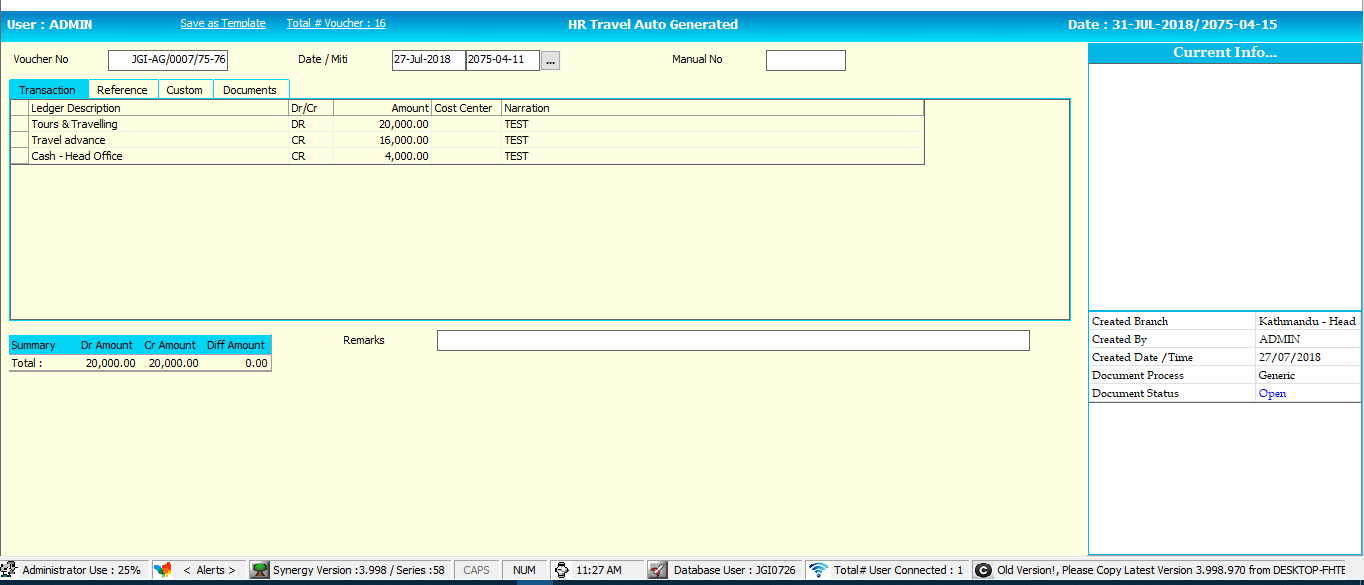 User : ADMIN Save as Template Total # Voucher : 16 HR Travel Auto Generated Date : 31-JUL-2018/2075-04-15
Voucher No JGI-AG/0007/75-76 Date / Miti 27-Jul-2018 2075-04-11 ... Manual No
Current Info...
Transaction Reference Custom Documents
Ledger Description Dr/Cr Amount Cost Center Narration
Tours & Travelling DR 20,000.00 TEST
Travel advance CR 16,000.00 TEST
Cash - Head Office CR 4,000.00 TEST
Summary Dr Amount Cr Amount Diff Amount
Total : 20,000.00 20,000.00 0.00
Remarks
Created Branch Kathmandu - Head
Created By ADMIN
Created Date /Time 27/07/2018
Document Process Generic
Document Status Open
Administrator Use : 25% < Alerts > Synergy Version :3.998 / Series :58 CAPS NUM 11:27 AM Database User : JGI0726 Total# User Connected : 1 Old Version!, Please Copy Latest Version 3.998.970 from DESKTOP-FHTE